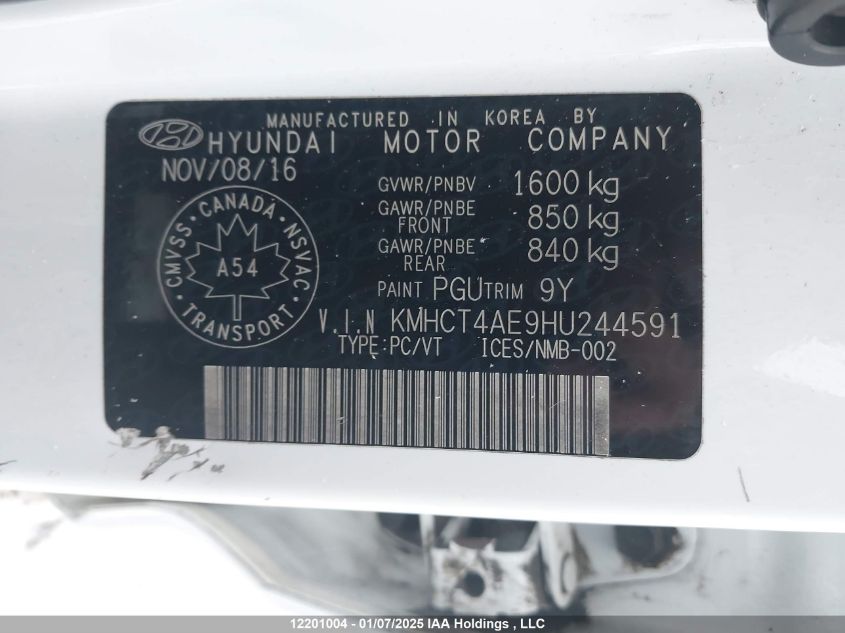 MANUFACTURED IN KOREA BY
HYUNDAI MOTOR COMPANY
NOV/08/16
GVWR/PNBV 1600 kg
GAWR/PNBE FRONT 850 kg
GAWR/PNBE REAR 840 kg
CMVSS · CANADA · NSVAC
A54
TRANSPORT
PAINT PGU TRIM 9Y
V.I.N KMHCT4AE9HU244591
TYPE:PC/VT ICES/NMB-002
12201004 - 01/07/2025 IAA Holdings , LLC